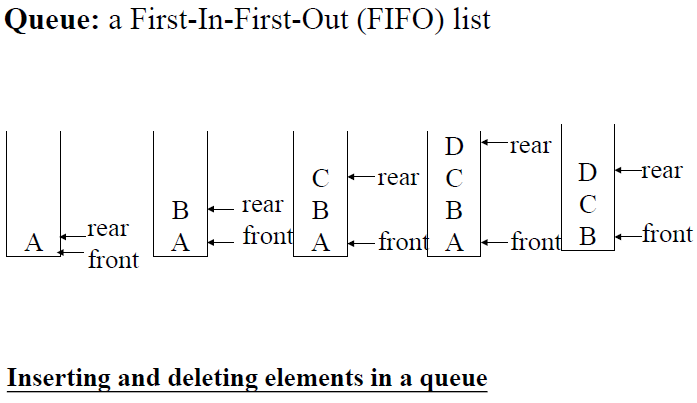 Queue: a First-In-First-Out (FIFO) list
A
rear
front
B
A
rear
front
C
B
A
rear
front
D
C
B
A
rear
front
D
C
B
rear
front
Inserting and deleting elements in a queue